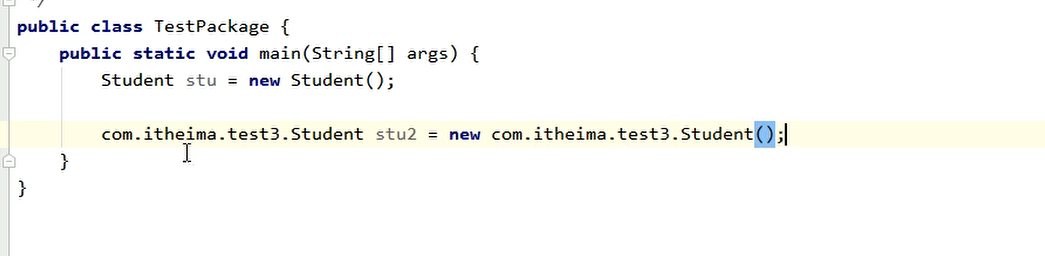 */
public class TestPackage {
public static void main(String[] args) {
Student stu = new Student();
com.itheima.test3.Student stu2 = new com.itheima.test3.Student();
}
}